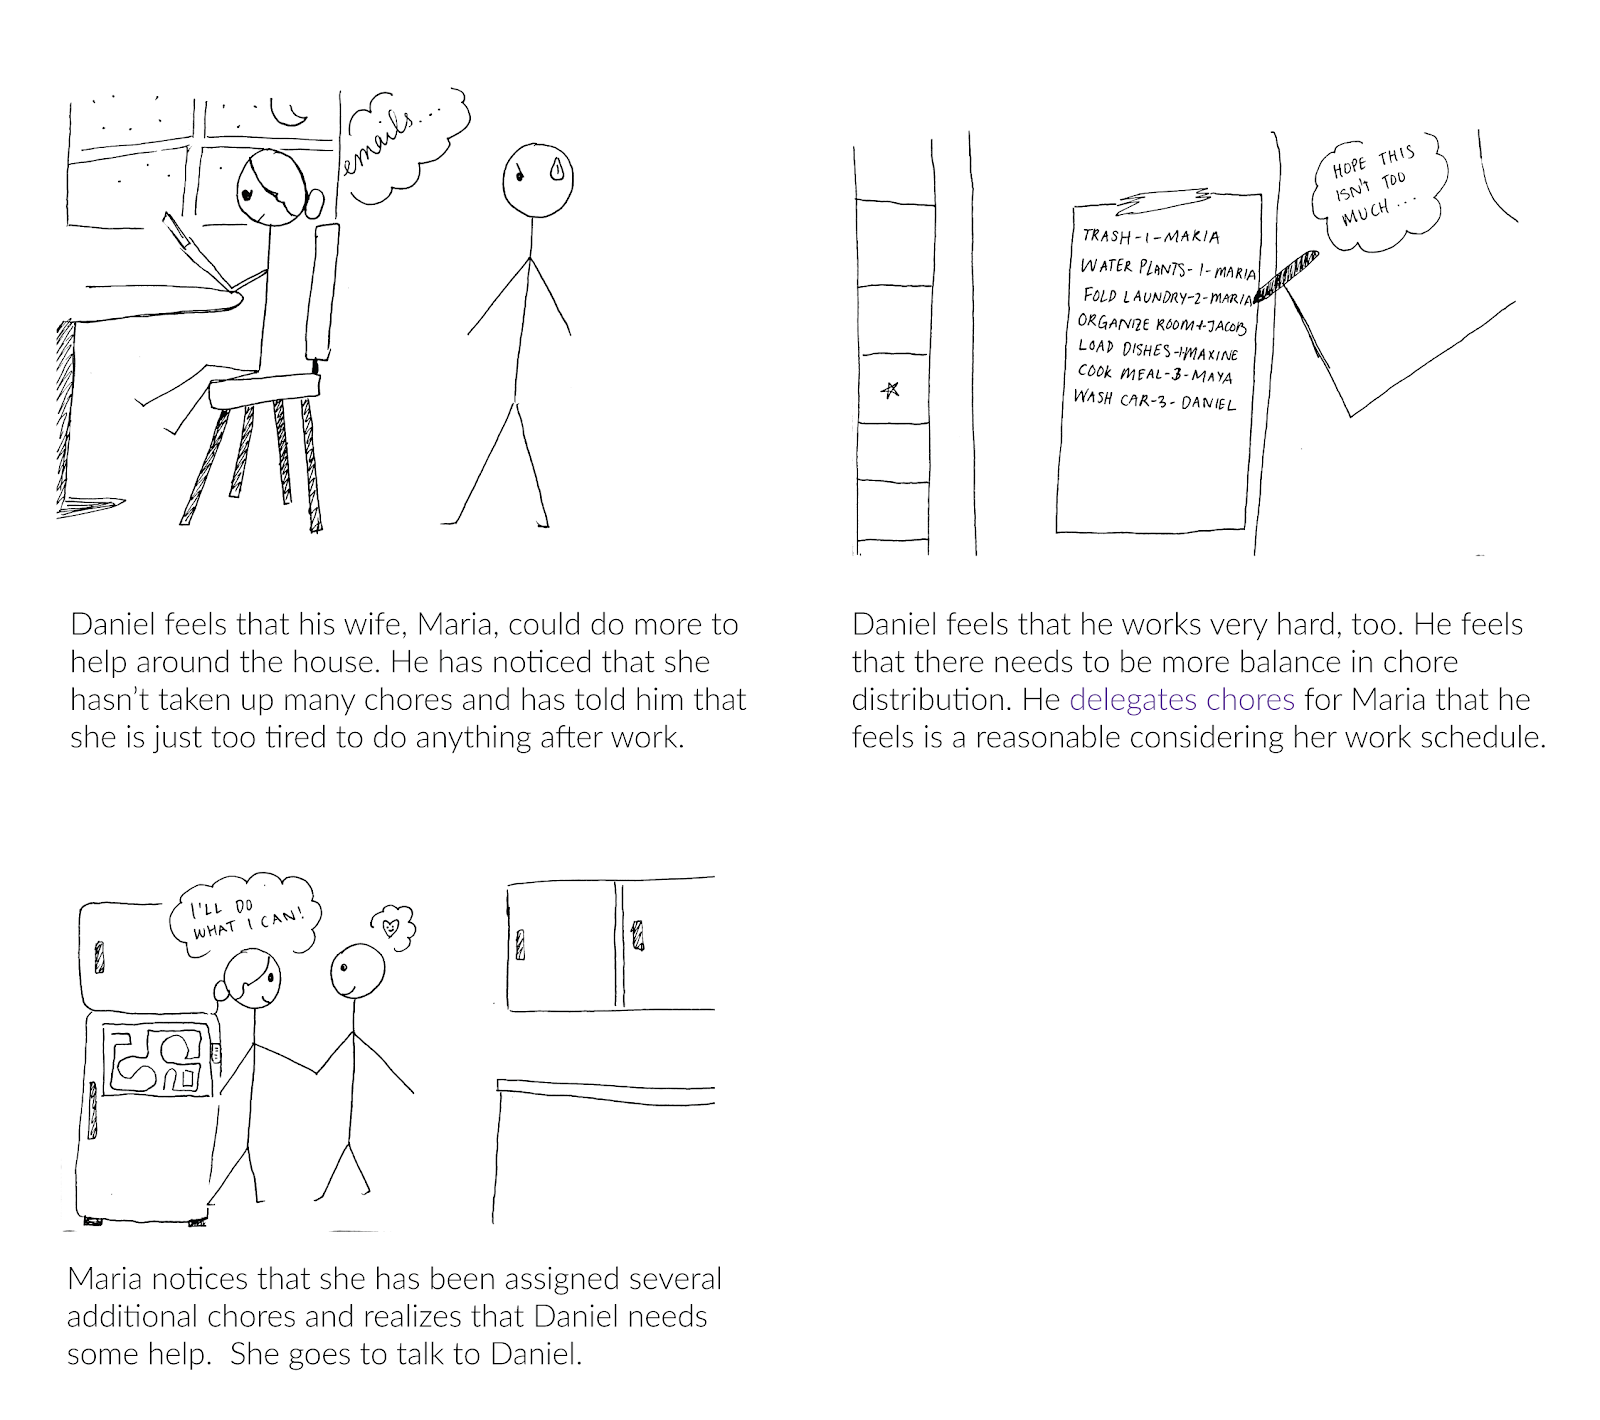 emails...
Daniel feels that his wife, Maria, could do more to
help around the house. He has noticed that she
hasn't taken up many chores and has told him that
she is just too tired to do anything after work.
HOPE THIS
ISN'T TOO
MUCH...
TRASH-1-MARIA
WATER PLANTS-1-MARIA
FOLD LAUNDRY-2-MARIA
ORGANIZE ROOM-1-JACOB
LOAD DISHES-1-MAXINE
COOK MEAL-3-MAYA
WASH CAR-3-DANIEL
Daniel feels that he works very hard, too. He feels
that there needs to be more balance in chore
distribution. He delegates chores for Maria that he
feels is a reasonable considering her work schedule.
I'LL DO
WHAT I CAN!
Maria notices that she has been assigned several
additional chores and realizes that Daniel needs
some help.  She goes to talk to Daniel.